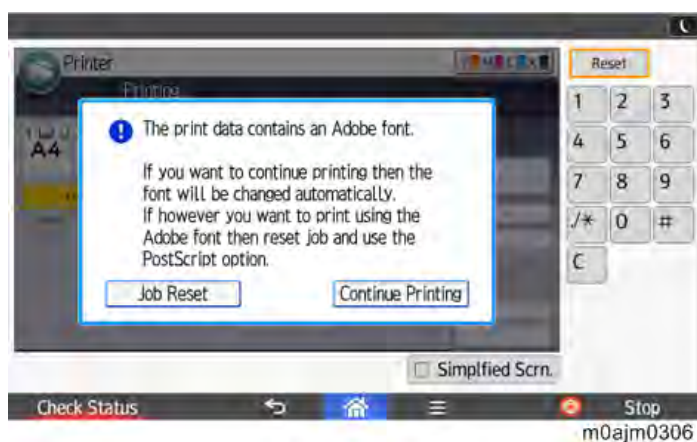 Printer
Reset
Printing
A4
The print data contains an Adobe font.
If you want to continue printing then the
font will be changed automatically.
If however you want to print using the
Adobe font then reset job and use the
PostScript option.
Job Reset
Continue Printing
1 2 3
4 5 6
7 8 9
./* 0 #
C
Simplfied Scrn.
Check Status
Stop
m0ajm0306